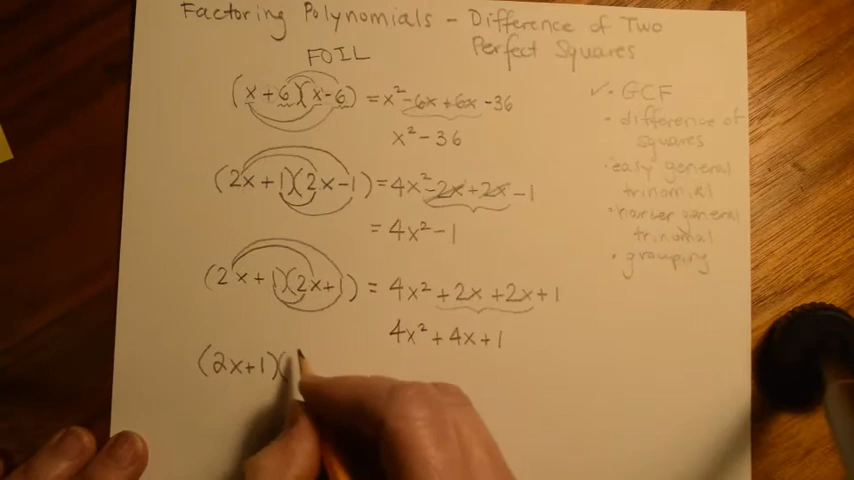 Factoring Polynomials - Difference of Two
Perfect Squares
FOIL
(x+6)(x-6) = x²-6x+6x-36
x²-36
(2x+1)(2x-1) = 4x²-2x+2x-1
= 4x²-1
(2x+1)(2x+1) = 4x²+2x+2x+1
4x²+4x+1
(2x+1)(
✓• GCF
• difference of
squares
• easy general
trinomial
• harder general
trinomial
• grouping